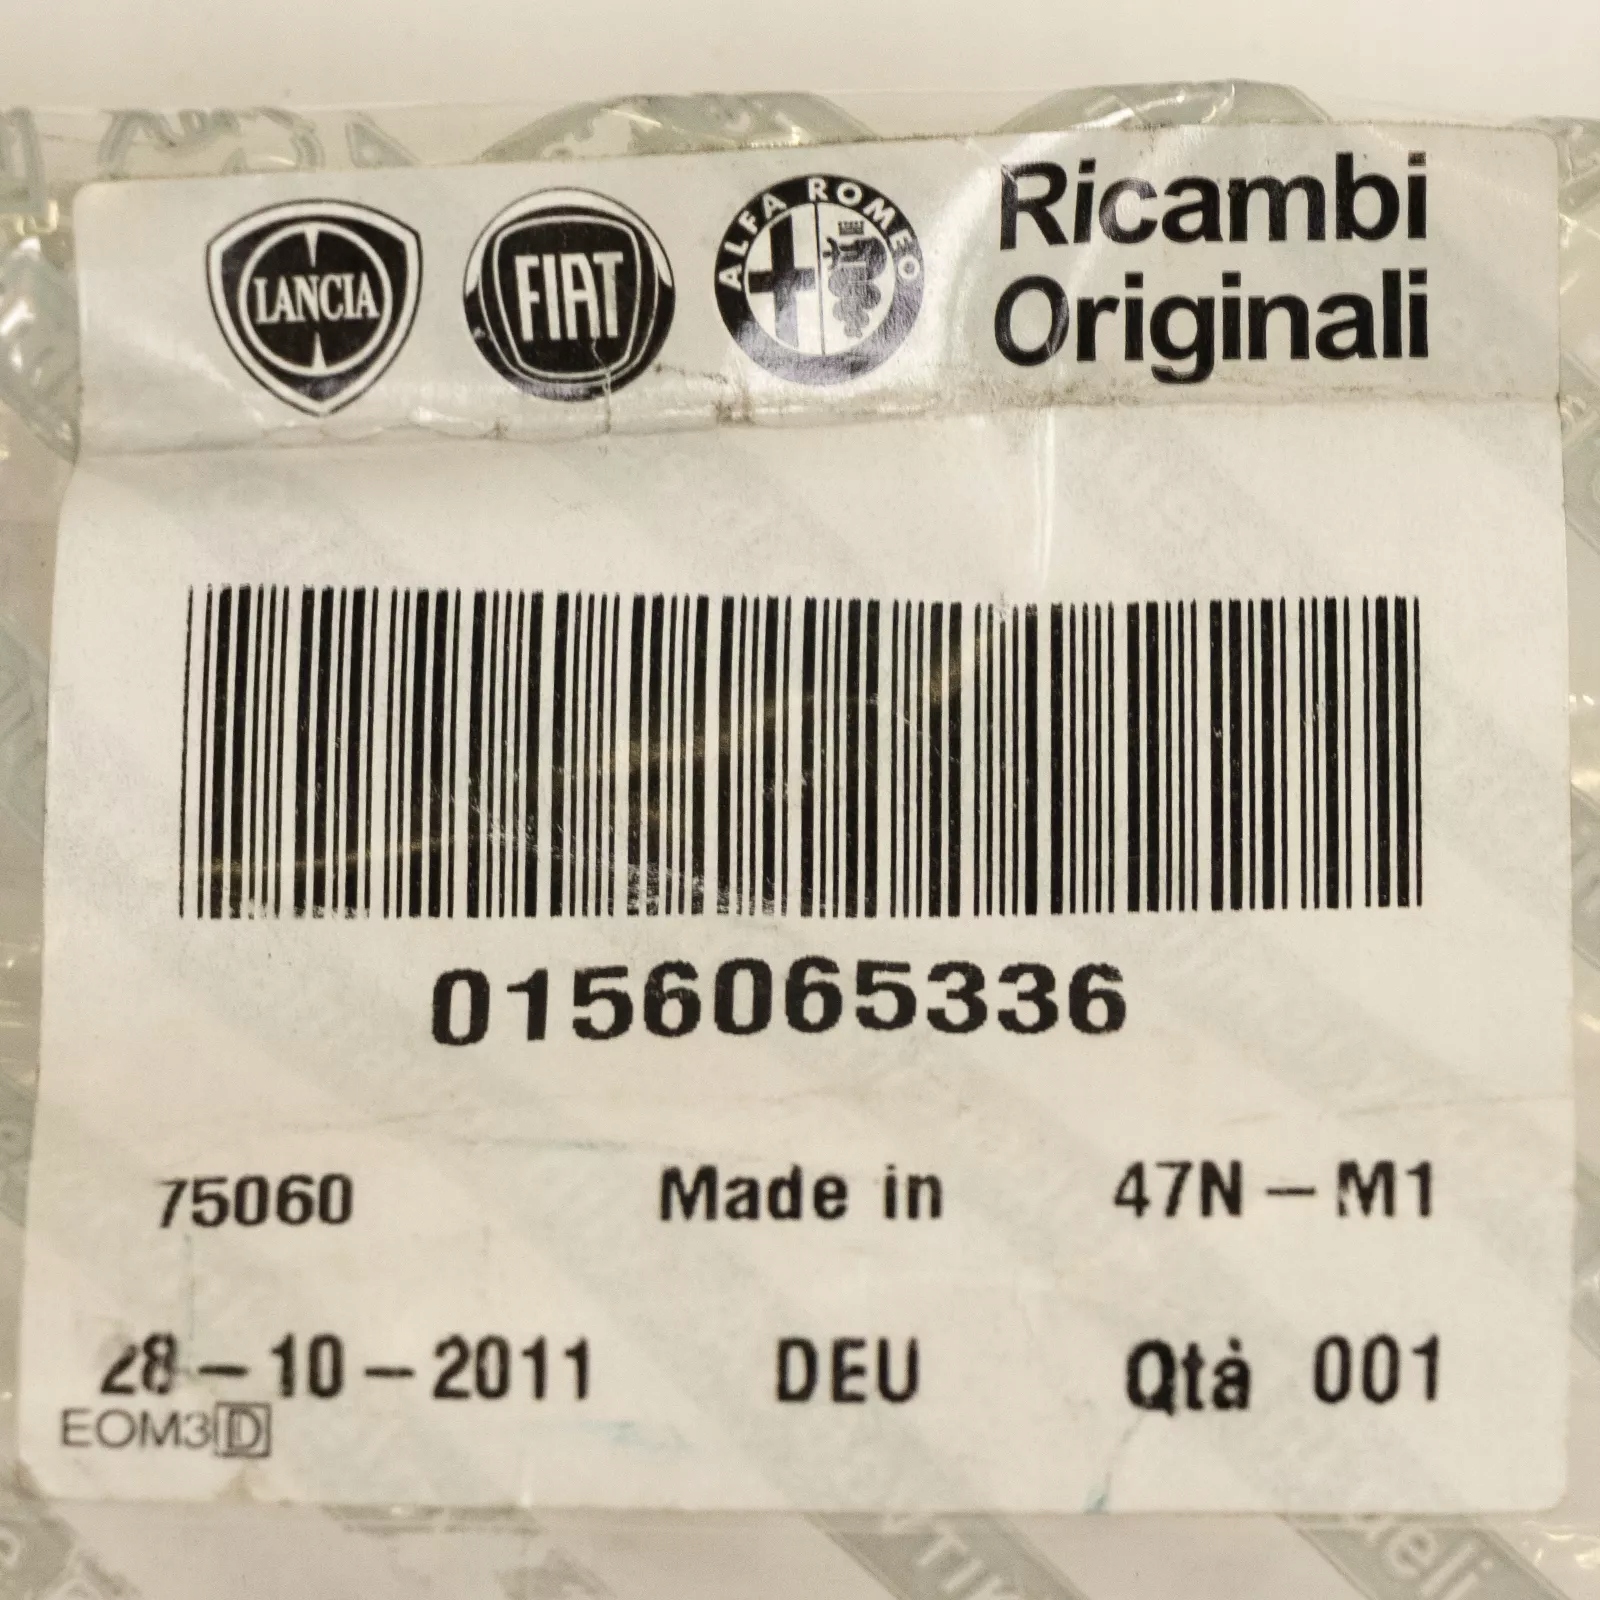 LANCIA FIAT ALFA ROMEO Ricambi
Originali
0156065336
75060 Made in 47N-M1
28-10-2011 DEU Qtà 001
EOM3D